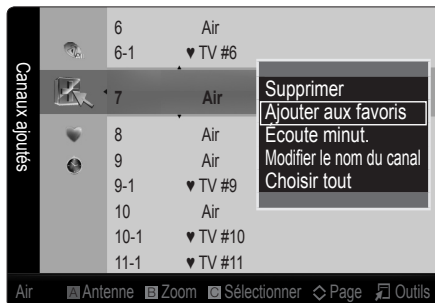 Canaux ajoutés
6 Air
6-1 ♥ TV #6
7 Air
8 Air
9 Air
9-1 ♥ TV #9
10 Air
10-1 ♥ TV #10
11-1 ♥ TV #11
Supprimer
Ajouter aux favoris
Écoute minut.
Modifier le nom du canal
Choisir tout
Air A Antenne B Zoom C Sélectionner Page Outils